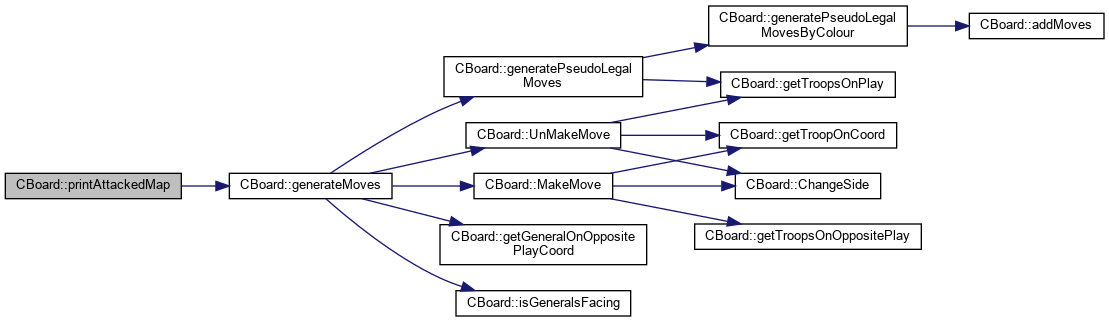 CBoard::printAttackedMap
CBoard::generateMoves
CBoard::generatePseudoLegal
Moves
CBoard::UnMakeMove
CBoard::MakeMove
CBoard::getGeneralOnOpposite
PlayCoord
CBoard::isGeneralsFacing
CBoard::generatePseudoLegal
MovesByColour
CBoard::getTroopsOnPlay
CBoard::getTroopOnCoord
CBoard::ChangeSide
CBoard::getTroopsOnOppositePlay
CBoard::addMoves